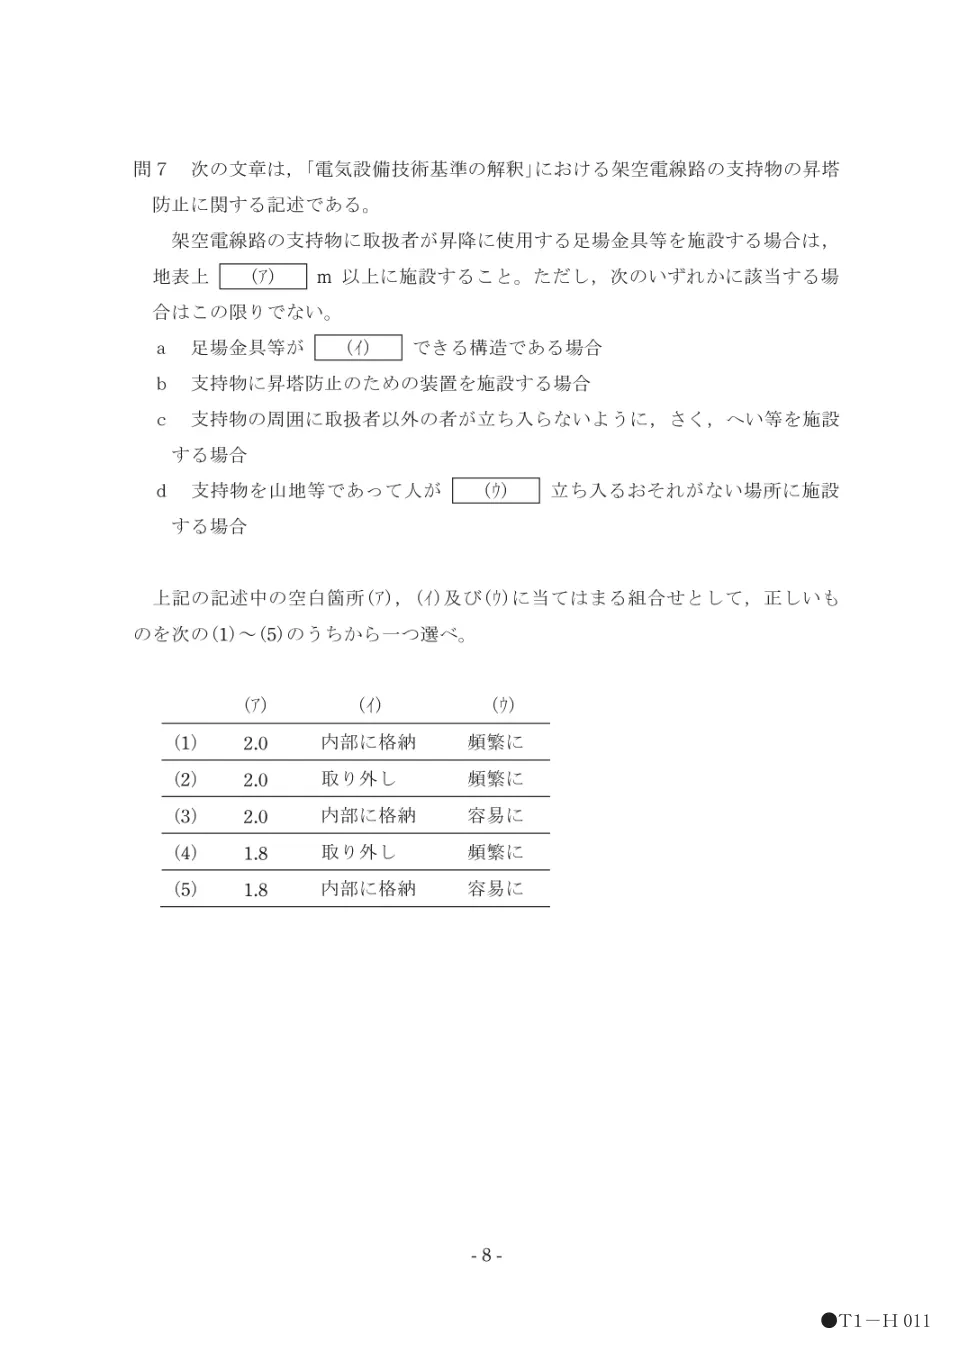 問7　次の文章は，「電気設備技術基準の解釈」における架空電線路の支持物の昇塔
防止に関する記述である。
架空電線路の支持物に取扱者が昇降に使用する足場金具等を施設する場合は，
地表上 (ｱ) m 以上に施設すること。ただし，次のいずれかに該当する場
合はこの限りでない。
a　足場金具等が (ｲ) できる構造である場合
b　支持物に昇塔防止のための装置を施設する場合
c　支持物の周囲に取扱者以外の者が立ち入らないように，さく，へい等を施設
する場合
d　支持物を山地等であって人が (ｳ) 立ち入るおそれがない場所に施設
する場合
上記の記述中の空白箇所(ｱ)，(ｲ)及び(ｳ)に当てはまる組合せとして，正しいも
のを次の(1)～(5)のうちから一つ選べ。
(ｱ) (ｲ) (ｳ)
(1) 2.0 内部に格納 頻繁に
(2) 2.0 取り外し 頻繁に
(3) 2.0 内部に格納 容易に
(4) 1.8 取り外し 頻繁に
(5) 1.8 内部に格納 容易に
- 8 -
●T1－H 011